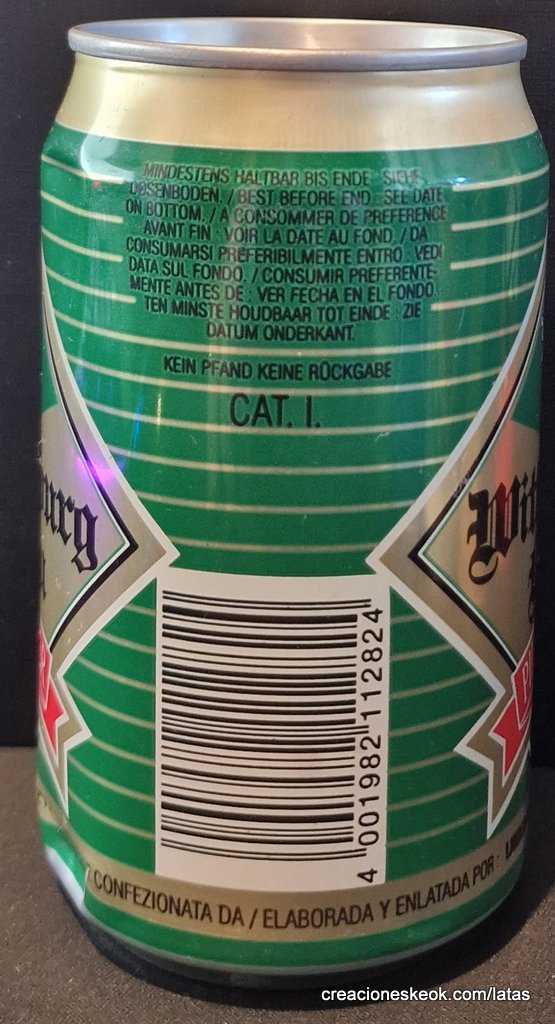 MINDESTENS HALTBAR BIS ENDE : SIEHE
DOSENBODEN. / BEST BEFORE END : SEE DATE
ON BOTTOM. / A CONSOMMER DE PREFERENCE
AVANT FIN : VOIR LA DATE AU FOND. / DA
CONSUMARSI PREFERIBILMENTE ENTRO : VEDI
DATA SUL FONDO. / CONSUMIR PREFERENTE-
MENTE ANTES DE : VER FECHA EN EL FONDO
TEN MINSTE HOUDBAAR TOT EINDE : ZIE
DATUM ONDERKANT.
KEIN PFAND KEINE RÜCKGABE
CAT. I.
urg
Wit
4 001982 112824
/ CONFEZIONATA DA / ELABORADA Y ENLATADA POR :
creacioneskeok.com/latas